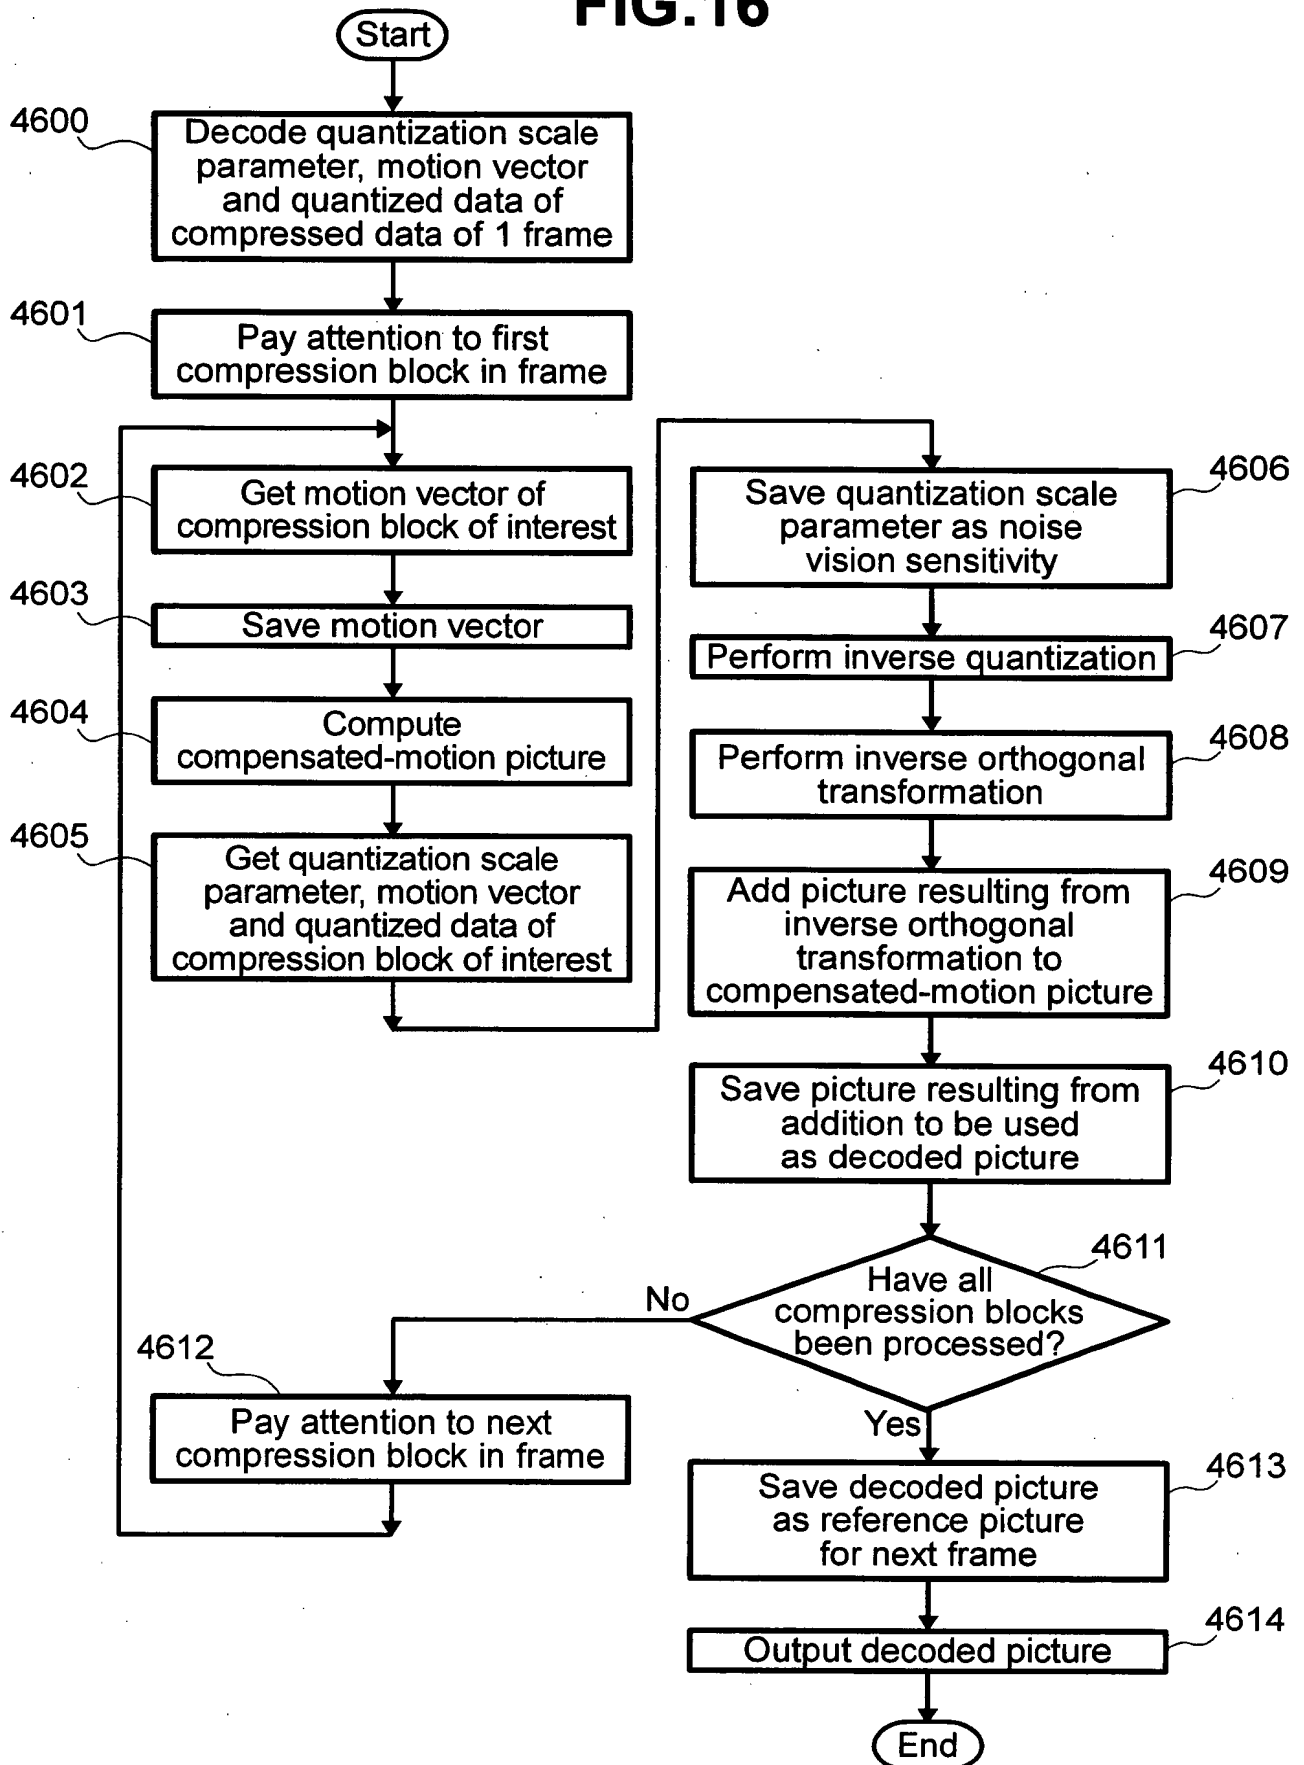 FIG.16
Start
4600
Decode quantization scale
parameter, motion vector
and quantized data of
compressed data of 1 frame
4601
Pay attention to first
compression block in frame
4602
Get motion vector of
compression block of interest
4603
Save motion vector
4604
Compute
compensated-motion picture
4605
Get quantization scale
parameter, motion vector
and quantized data of
compression block of interest
4606
Save quantization scale
parameter as noise
vision sensitivity
4607
Perform inverse quantization
4608
Perform inverse orthogonal
transformation
4609
Add picture resulting from
inverse orthogonal
transformation to
compensated-motion picture
4610
Save picture resulting from
addition to be used
as decoded picture
4611
Have all
compression blocks
been processed?
No
4612
Pay attention to next
compression block in frame
Yes
4613
Save decoded picture
as reference picture
for next frame
4614
Output decoded picture
End